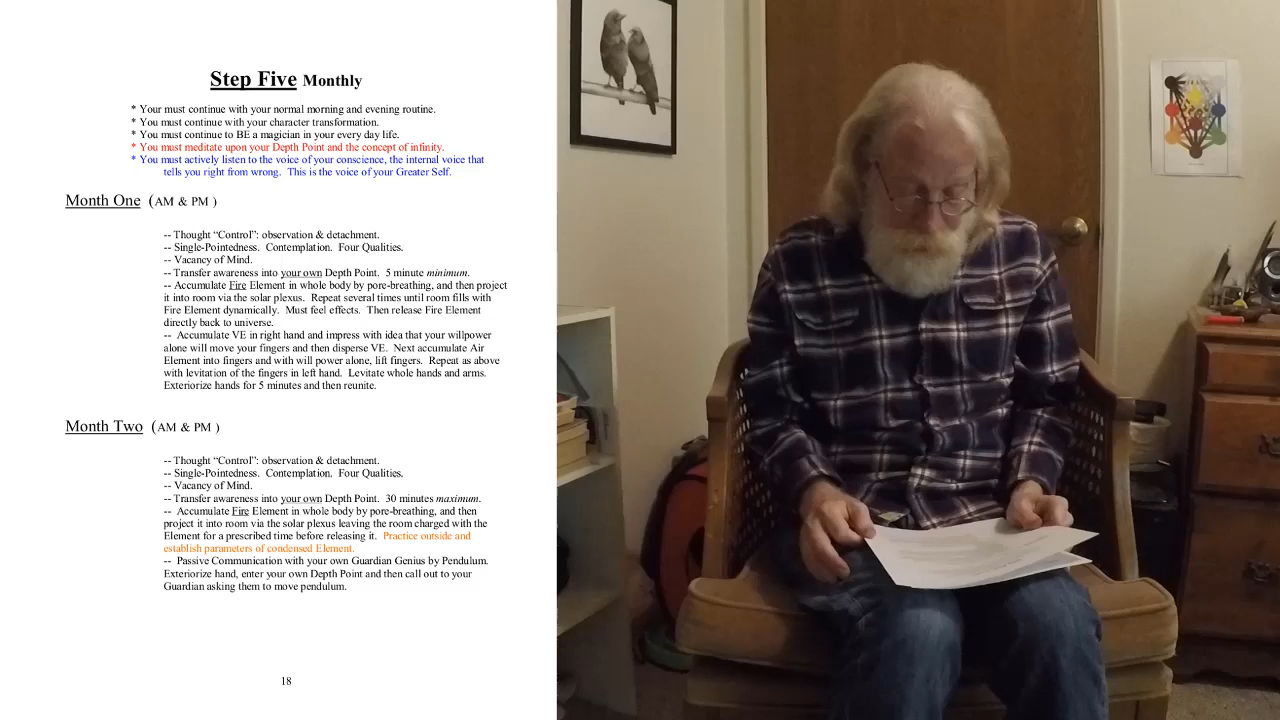 Step Five Monthly
* Your must continue with your normal morning and evening routine.
* You must continue with your character transformation.
* You must continue to BE a magician in your every day life.
* You must meditate upon your Depth Point and the concept of infinity.
* You must actively listen to the voice of your conscience, the internal voice that
tells you right from wrong.  This is the voice of your Greater Self.
Month One (AM & PM )
-- Thought “Control”: observation & detachment.
-- Single-Pointedness.  Contemplation.  Four Qualities.
-- Vacancy of Mind.
-- Transfer awareness into your own Depth Point.  5 minute minimum.
-- Accumulate Fire Element in whole body by pore-breathing, and then project
it into room via the solar plexus.  Repeat several times until room fills with
Fire Element dynamically.  Must feel effects.  Then release Fire Element
directly back to universe.
--  Accumulate VE in right hand and impress with idea that your willpower
alone will move your fingers and then disperse VE.  Next accumulate Air
Element into fingers and with will power alone, lift fingers.  Repeat as above
with levitation of the fingers in left hand.  Levitate whole hands and arms.
Exteriorize hands for 5 minutes and then reunite.
Month Two (AM & PM )
-- Thought “Control”: observation & detachment.
-- Single-Pointedness.  Contemplation.  Four Qualities.
-- Vacancy of Mind.
-- Transfer awareness into your own Depth Point.  30 minutes maximum.
--  Accumulate Fire Element in whole body by pore-breathing, and then
project it into room via the solar plexus leaving the room charged with the
Element for a prescribed time before releasing it.  Practice outside and
establish parameters of condensed Element.
--  Passive Communication with your own Guardian Genius by Pendulum.
Exteriorize hand, enter your own Depth Point and then call out to your
Guardian asking them to move pendulum.
18